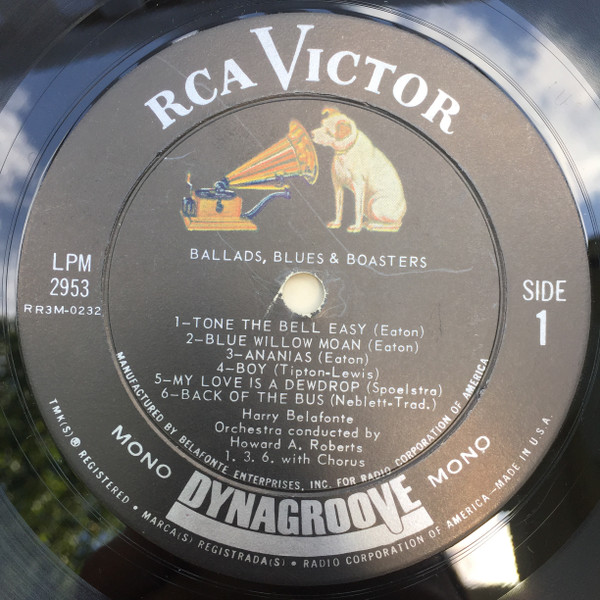 RCA VICTOR
BALLADS, BLUES & BOASTERS
LPM
2953
RR3M-0232
SIDE
1
1–TONE THE BELL EASY (Eaton)
2–BLUE WILLOW MOAN (Eaton)
3–ANANIAS (Eaton)
4–BOY (Tipton-Lewis)
5–MY LOVE IS A DEWDROP (Spoelstra)
6–BACK OF THE BUS (Neblett-Trad.)
Harry Belafonte
Orchestra conducted by
Howard A. Roberts
1. 3. 6. with Chorus
MANUFACTURED BY BELAFONTE ENTERPRISES, INC. FOR RADIO CORPORATION OF AMERICA
MONO
DYNAGROOVE
MONO
TMK(S) ® REGISTERED • MARCA(S) REGISTRADA(S) • RADIO CORPORATION OF AMERICA–MADE IN U.S.A.